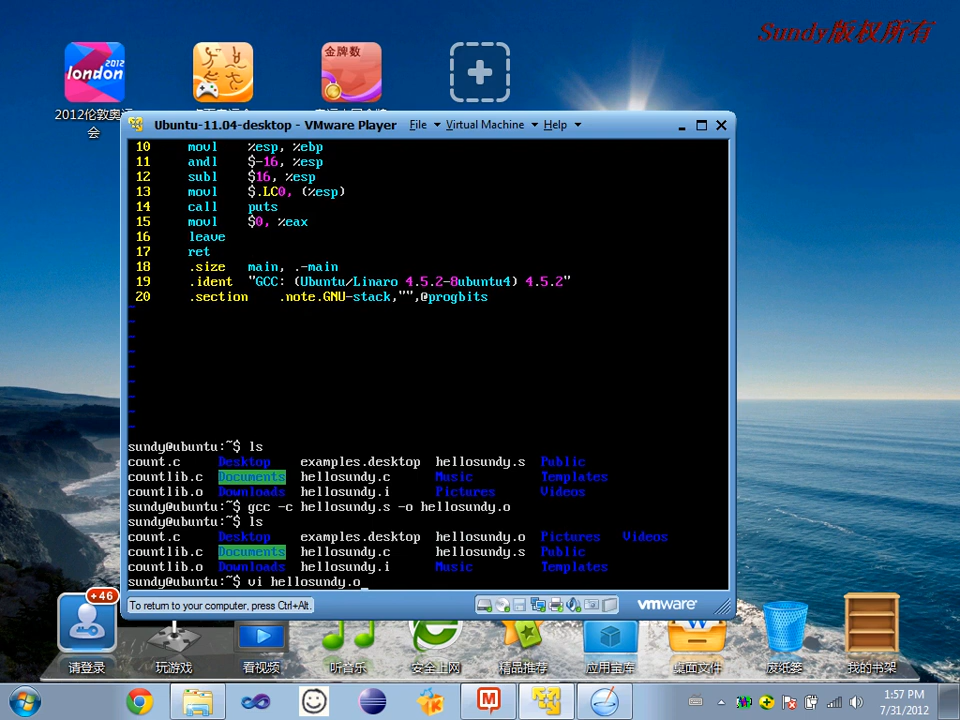 Sundy版权所有
london
2012
金牌数
2012伦敦奥运
会
Ubuntu-11.04-desktop - VMware Player File Virtual Machine Help
10 movl %esp, %ebp
11 andl $-16, %esp
12 subl $16, %esp
13 movl $.LC0, (%esp)
14 call puts
15 movl $0, %eax
16 leave
17 ret
18 .size main, .-main
19 .ident "GCC: (Ubuntu/Linaro 4.5.2-8ubuntu4) 4.5.2"
20 .section .note.GNU-stack,"",@progbits
~
~
~
~
~
~
~
~
~
sundy@ubuntu:~$ ls
count.c Desktop examples.desktop hellosundy.s Public
countlib.c Documents hellosundy.c Music Templates
countlib.o Downloads hellosundy.i Pictures Videos
sundy@ubuntu:~$ gcc -c hellosundy.s -o hellosundy.o
sundy@ubuntu:~$ ls
count.c Desktop examples.desktop hellosundy.o Pictures Videos
countlib.c Documents hellosundy.c hellosundy.s Public
countlib.o Downloads hellosundy.i Music Templates
sundy@ubuntu:~$ vi hellosundy.o_
To return to your computer, press Ctrl+Alt.
vmware
+46
请登录 玩游戏 看视频 听音乐 安全上网 精品推荐 应用宝库 桌面文件 废纸篓 我的书架
1:57 PM
7/31/2012